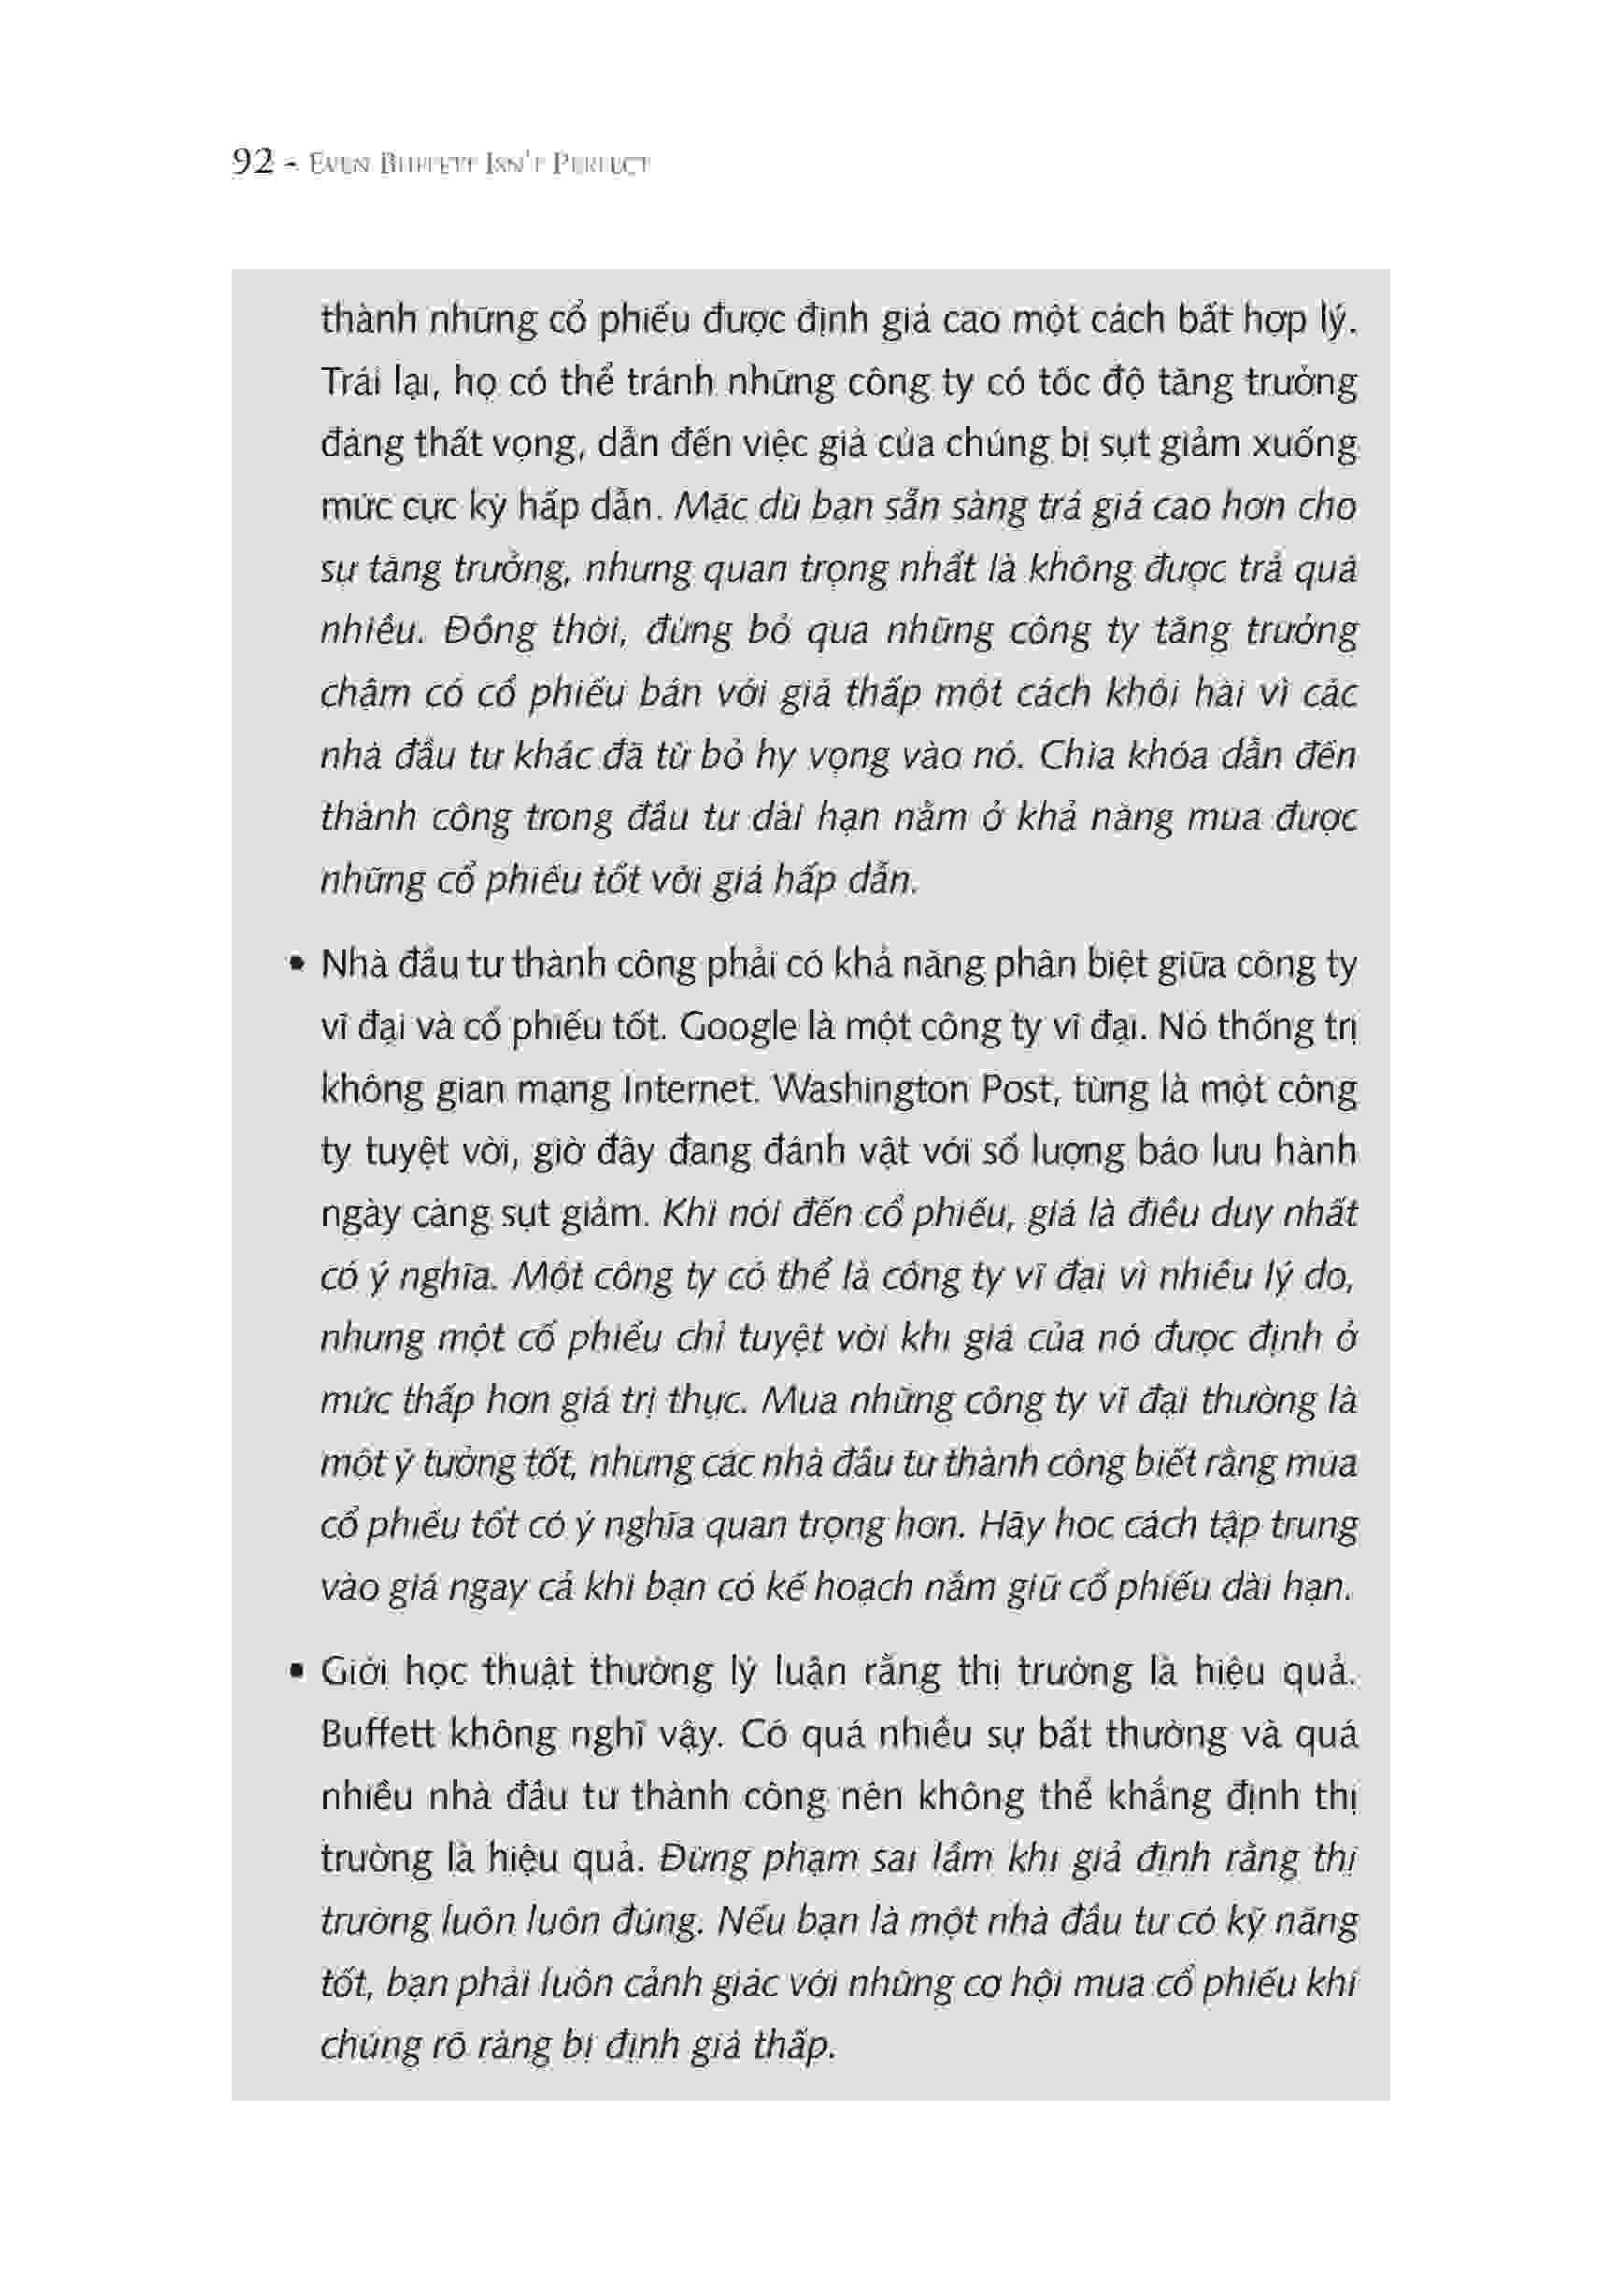 92 - EVEN BUFFETT ISN'T PERFECT
thành những cổ phiếu được định giá cao một cách bất hợp lý.
Trái lại, họ có thể tránh những công ty có tốc độ tăng trưởng
đáng thất vọng, dẫn đến việc giá của chúng bị sụt giảm xuống
mức cực kỳ hấp dẫn. Mặc dù bạn sẵn sàng trả giá cao hơn cho
sự tăng trưởng, nhưng quan trọng nhất là không được trả quá
nhiều. Đồng thời, đừng bỏ qua những công ty tăng trưởng
chậm có cổ phiếu bán với giá thấp một cách khôi hài vì các
nhà đầu tư khác đã từ bỏ hy vọng vào nó. Chìa khóa dẫn đến
thành công trong đầu tư dài hạn nằm ở khả năng mua được
những cổ phiếu tốt với giá hấp dẫn.
• Nhà đầu tư thành công phải có khả năng phân biệt giữa công ty
vĩ đại và cổ phiếu tốt. Google là một công ty vĩ đại. Nó thống trị
không gian mạng Internet. Washington Post, từng là một công
ty tuyệt vời, giờ đây đang đánh vật với số lượng báo lưu hành
ngày càng sụt giảm. Khi nói đến cổ phiếu, giá là điều duy nhất
có ý nghĩa. Một công ty có thể là công ty vĩ đại vì nhiều lý do,
nhưng một cổ phiếu chỉ tuyệt vời khi giá của nó được định ở
mức thấp hơn giá trị thực. Mua những công ty vĩ đại thường là
một ý tưởng tốt, nhưng các nhà đầu tư thành công biết rằng mua
cổ phiếu tốt có ý nghĩa quan trọng hơn. Hãy học cách tập trung
vào giá ngay cả khi bạn có kế hoạch nắm giữ cổ phiếu dài hạn.
• Giới học thuật thường lý luận rằng thị trường là hiệu quả.
Buffett không nghĩ vậy. Có quá nhiều sự bất thường và quá
nhiều nhà đầu tư thành công nên không thể khẳng định thị
trường là hiệu quả. Đừng phạm sai lầm khi giả định rằng thị
trường luôn luôn đúng. Nếu bạn là một nhà đầu tư có kỹ năng
tốt, bạn phải luôn cảnh giác với những cơ hội mua cổ phiếu khi
chúng rõ ràng bị định giá thấp.